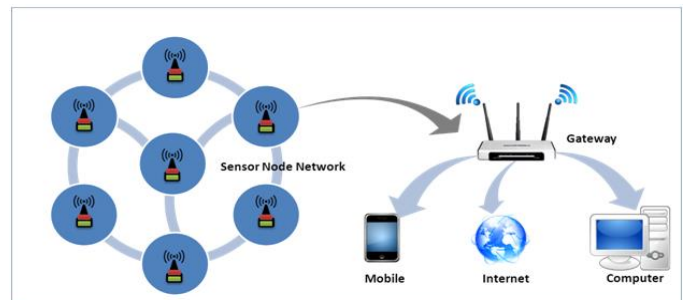 Gateway
Sensor Node Network
Mobile
Internet
Computer